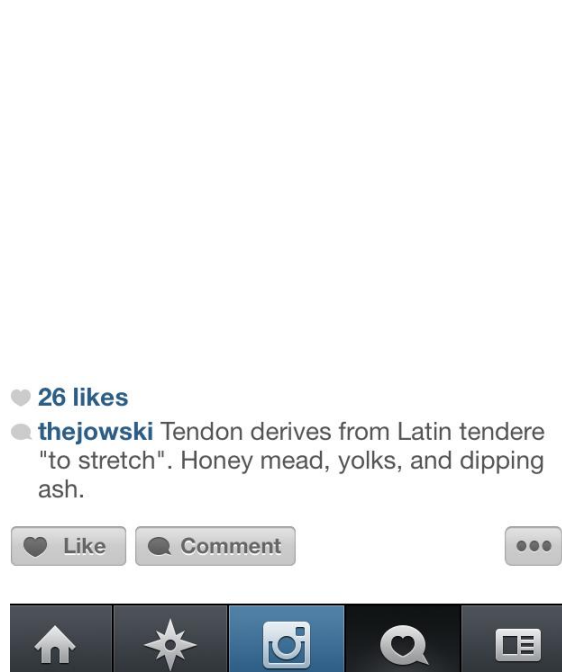 26 likes
thejowski Tendon derives from Latin tendere
"to stretch". Honey mead, yolks, and dipping
ash.
Like
Comment